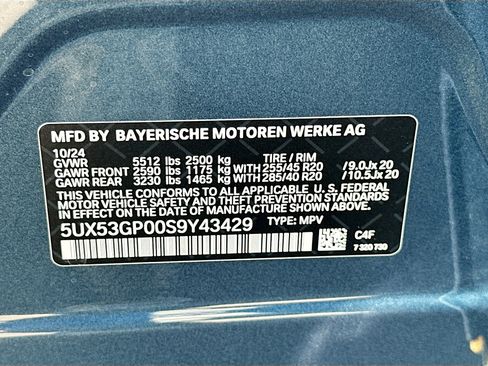 MFD BY BAYERISCHE MOTOREN WERKE AG
10/24
GVWR 5512 lbs 2500 kg TIRE / RIM
GAWR FRONT 2590 lbs 1175 kg 255/45 R20 /9.0Jx 20
GAWR REAR 3230 lbs 1465 kg 285/40 R20 /10.5Jx 20
THIS VEHICLE CONFORMS TO ALL APPLICABLE U. S. FEDERAL
MOTOR VEHICLE SAFETY, BUMPER, AND THEFT PREVENTION
STANDARDS IN EFFECT ON THE DATE OF MANUFACTURE SHOWN ABOVE.
5UX53GP00S9Y43429 TYPE: MPV
C4F
7 320 730